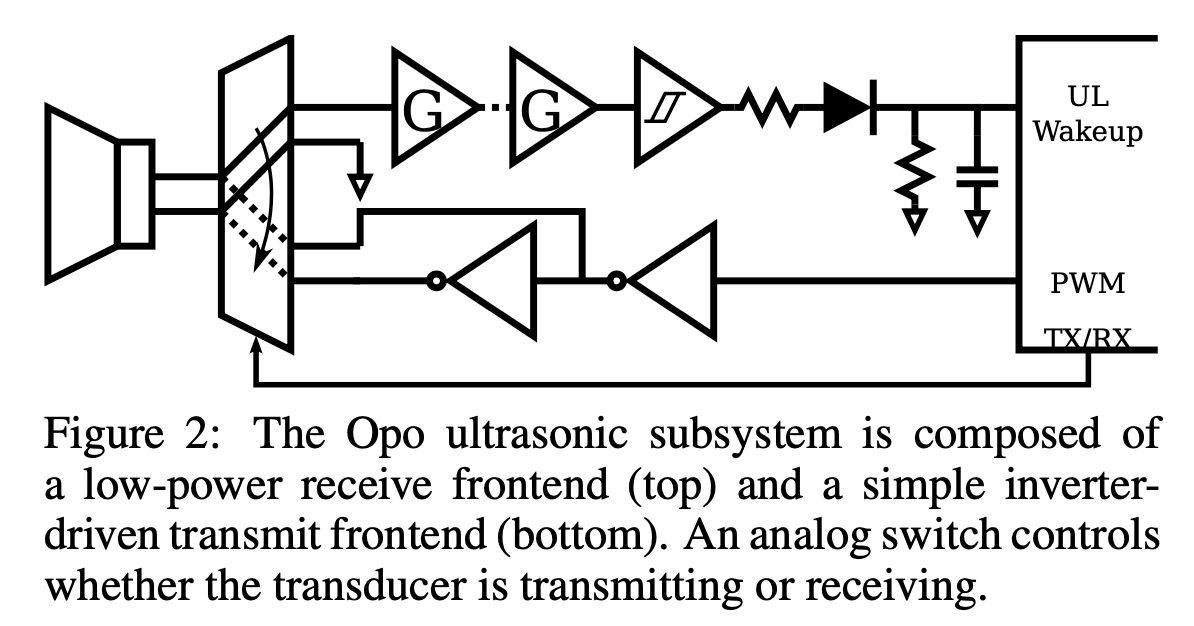 G
G
UL
Wakeup
PWM
TX/RX
Figure 2: The Opo ultrasonic subsystem is composed of
a low-power receive frontend (top) and a simple inverter-
driven transmit frontend (bottom). An analog switch controls
whether the transducer is transmitting or receiving.